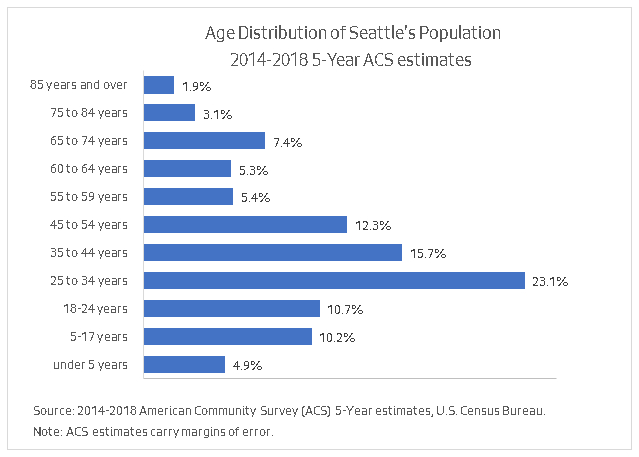 Age Distribution of Seattle's Population
2014-2018 5-Year ACS estimates
85 years and over 1.9%
75 to 84 years 3.1%
65 to 74 years 7.4%
60 to 64 years 5.3%
55 to 59 years 5.4%
45 to 54 years 12.3%
35 to 44 years 15.7%
25 to 34 years 23.1%
18-24 years 10.7%
5-17 years 10.2%
under 5 years 4.9%
Source: 2014-2018 American Community Survey (ACS) 5-Year estimates, U.S. Census Bureau.
Note: ACS estimates carry margins of error.